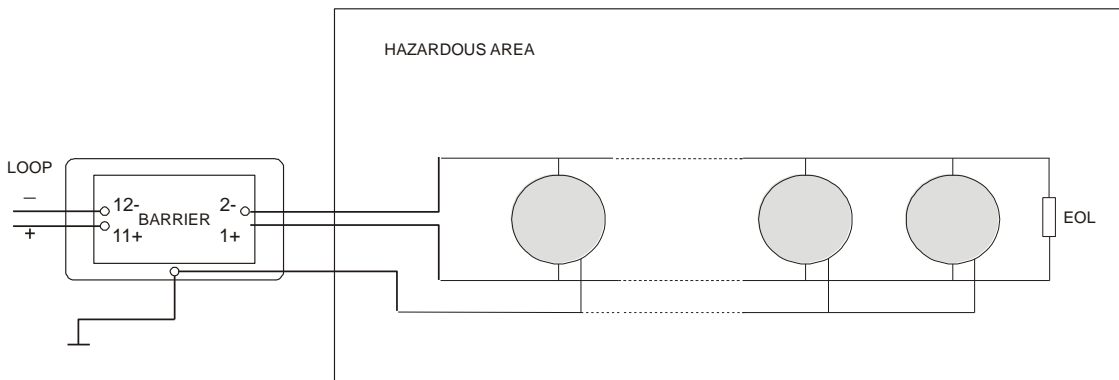 HAZARDOUS AREA
LOOP
–
+
12-
11+
BARRIER
2-
1+
EOL